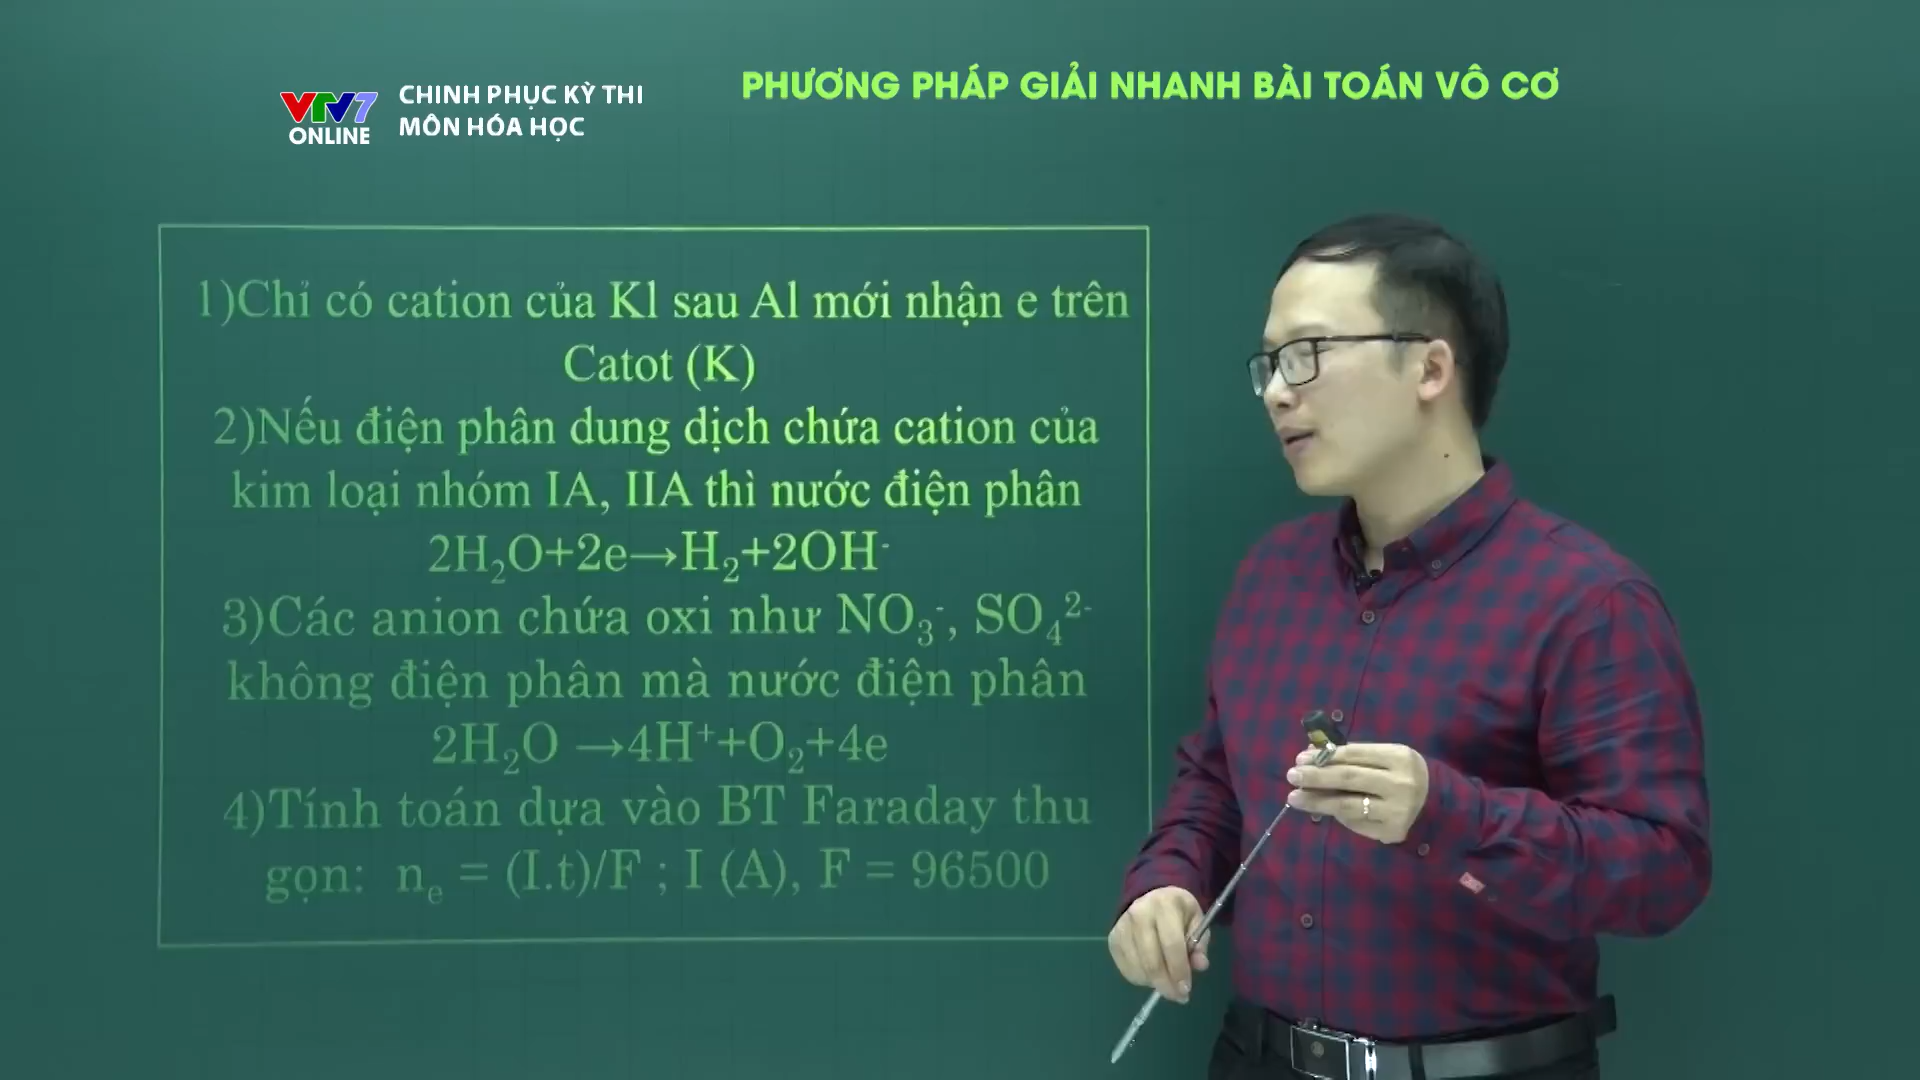 VTV7
ONLINE
CHINH PHỤC KỲ THI
MÔN HÓA HỌC
PHƯƠNG PHÁP GIẢI NHANH BÀI TOÁN VÔ CƠ
1)Chỉ có cation của Kl sau Al mới nhận e trên
Catot (K)
2)Nếu điện phân dung dịch chứa cation của
kim loại nhóm IA, IIA thì nước điện phân
2H₂O+2e→H₂+2OH⁻
3)Các anion chứa oxi như NO₃⁻, SO₄²⁻
không điện phân mà nước điện phân
2H₂O →4H⁺+O₂+4e
4)Tính toán dựa vào BT Faraday thu
gọn: nₑ = (I.t)/F ; I (A), F = 96500